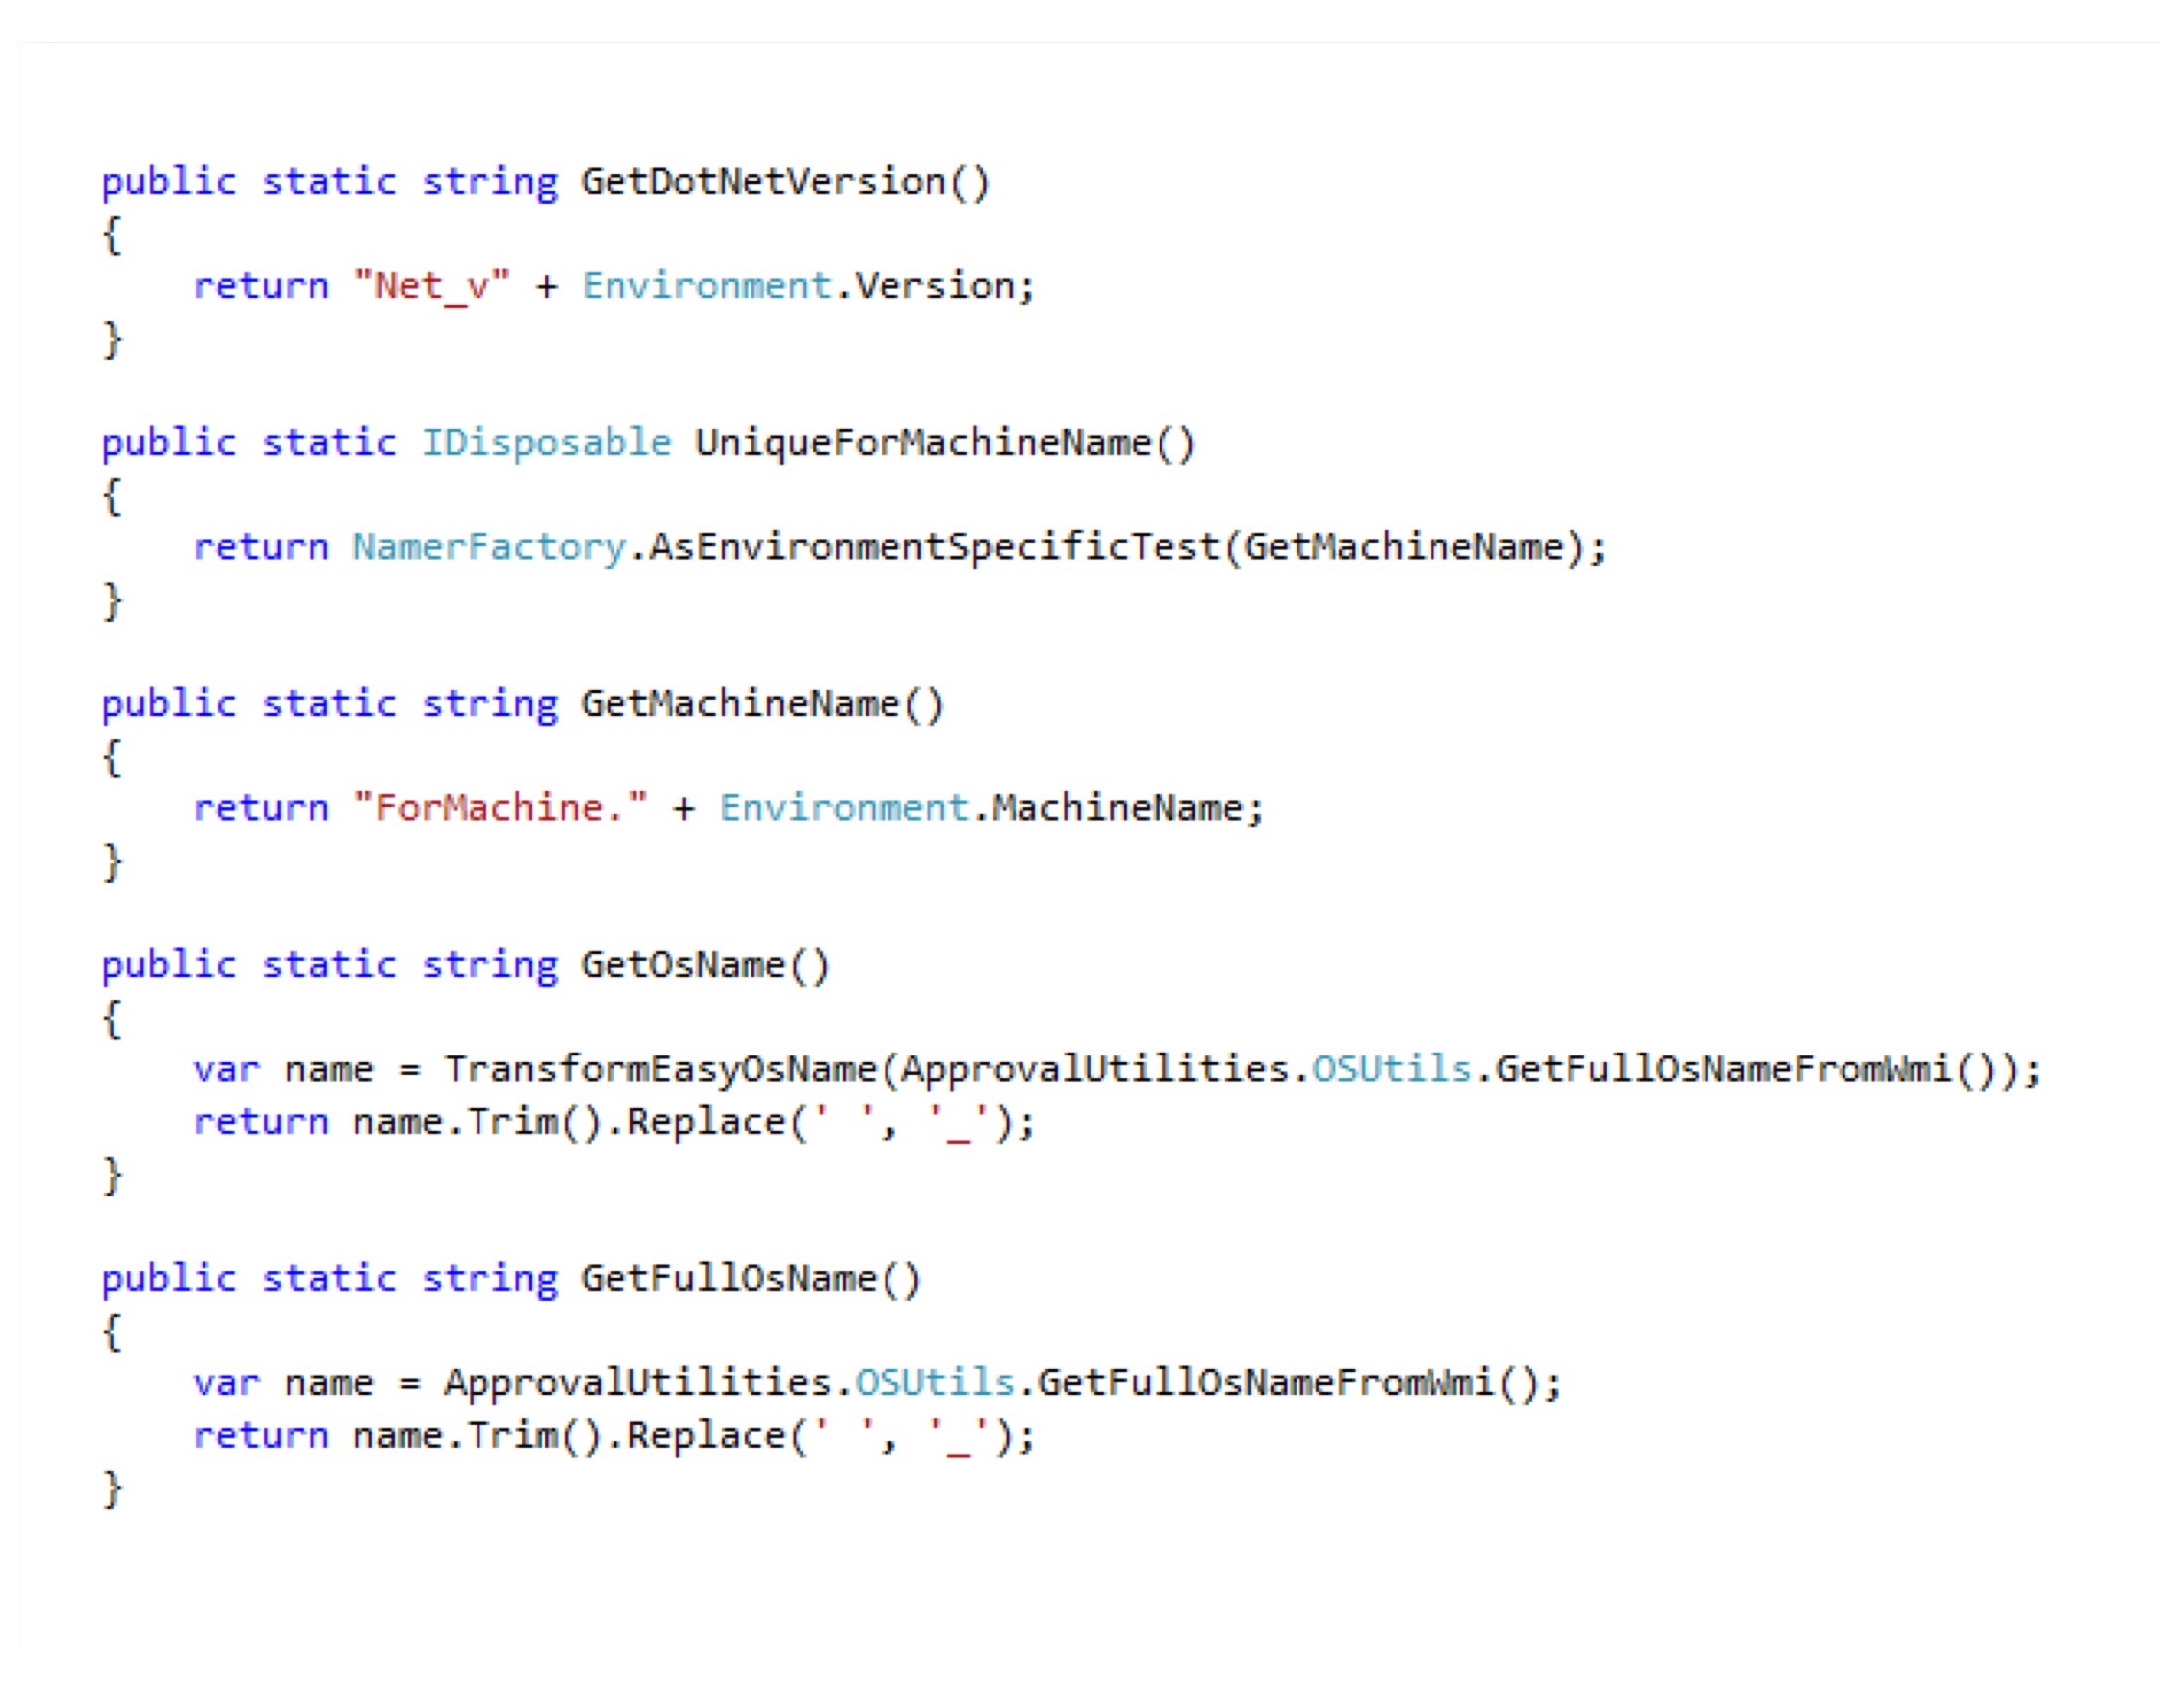 public static string GetDotNetVersion()
{
    return "Net_v" + Environment.Version;
}

public static IDisposable UniqueForMachineName()
{
    return NamerFactory.AsEnvironmentSpecificTest(GetMachineName);
}

public static string GetMachineName()
{
    return "ForMachine." + Environment.MachineName;
}

public static string GetOsName()
{
    var name = TransformEasyOsName(ApprovalUtilities.OSUtils.GetFullOsNameFromWmi());
    return name.Trim().Replace(' ', '_');
}

public static string GetFullOsName()
{
    var name = ApprovalUtilities.OSUtils.GetFullOsNameFromWmi();
    return name.Trim().Replace(' ', '_');
}